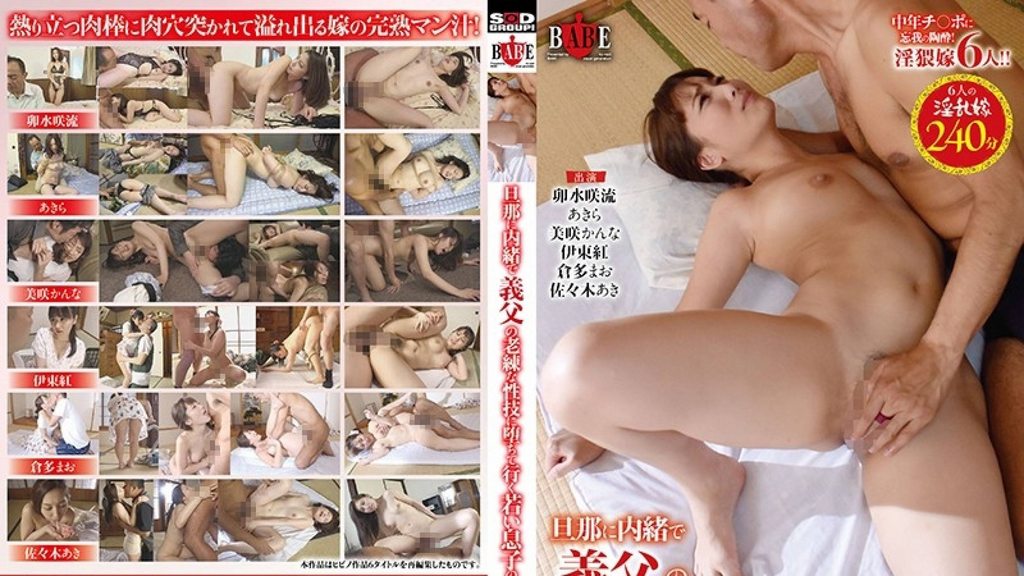 熱り立つ肉棒に肉穴突かれて溢れ出る嫁の完熟マン汁!
卯水咲流
あきら
美咲かんな
伊東紅
倉多まお
佐々木あき
本作品はヒビノ作品6タイトルを再編集したものです。
SOD
GROUP!
BABE
旦那に内緒で義父の老練な性技に堕ちて行く若い息子の
BABE
中年チ〇ポに
忘我の陶酔!
淫猥嫁6人!!
6人の
淫乱嫁
240分
出演
卯水咲流
あきら
美咲かんな
伊東紅
倉多まお
佐々木あき
旦那に内緒で
義父の